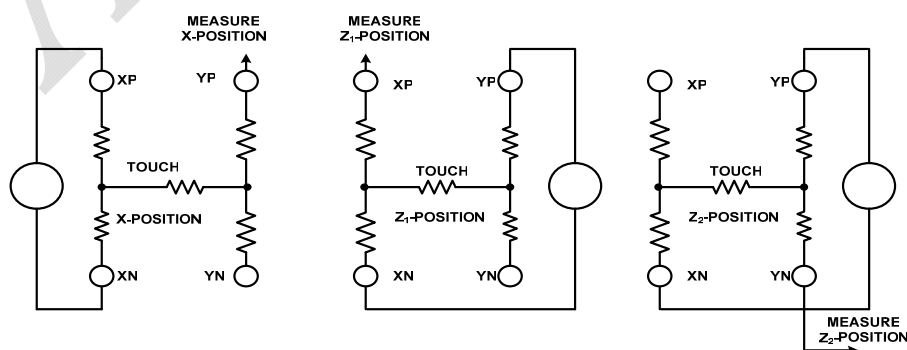 MEASURE
X-POSITION
MEASURE
Z₁-POSITION
XP
YP
XP
YP
XP
YP
TOUCH
TOUCH
TOUCH
X-POSITION
Z₁-POSITION
Z₂-POSITION
XN
YN
XN
YN
XN
YN
MEASURE
Z₂-POSITION